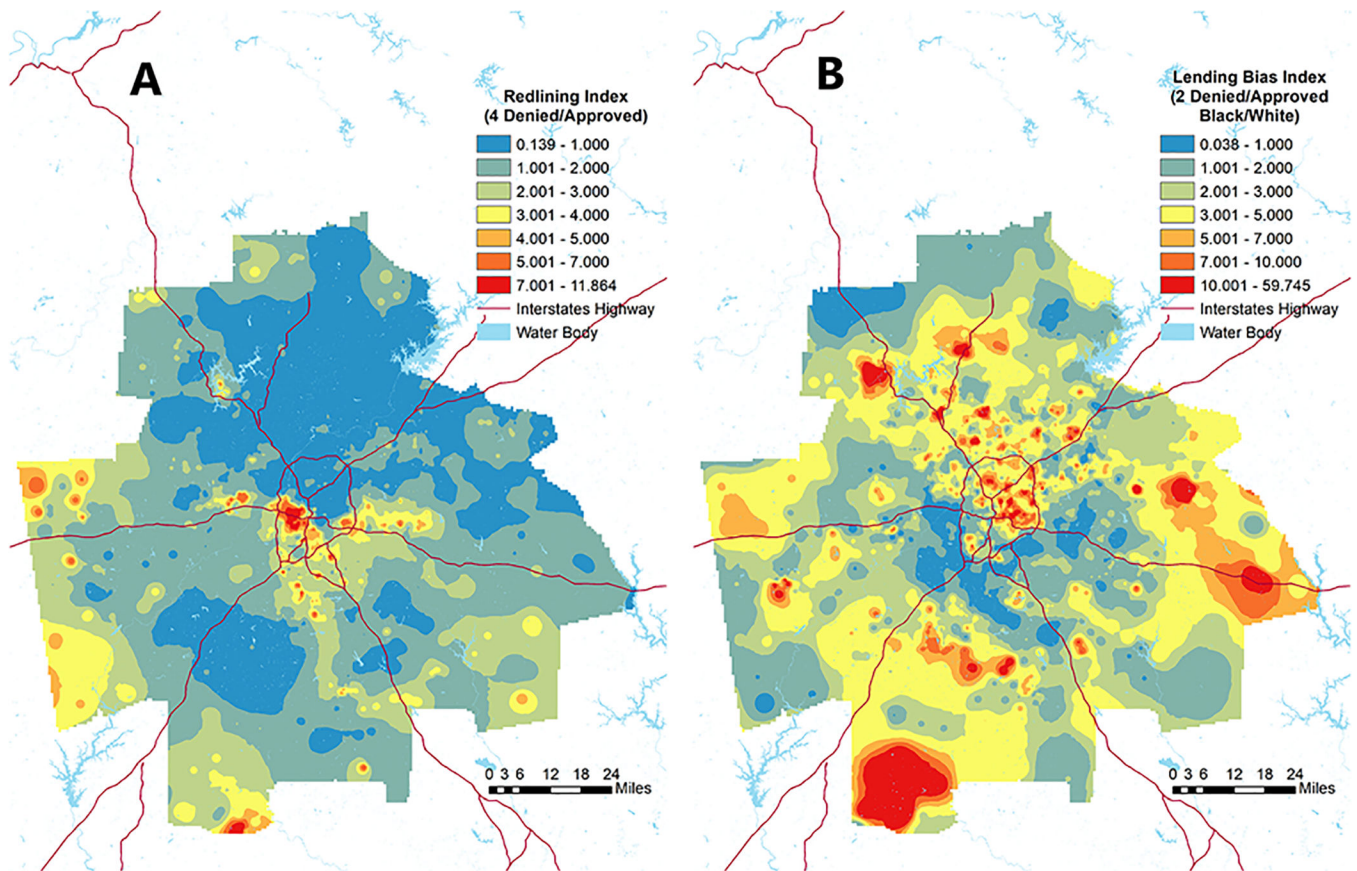 A
Redlining Index
(4 Denied/Approved)
0.139 - 1.000
1.001 - 2.000
2.001 - 3.000
3.001 - 4.000
4.001 - 5.000
5.001 - 7.000
7.001 - 11.864
Interstates Highway
Water Body
0 3 6 12 18 24
Miles
B
Lending Bias Index
(2 Denied/Approved
Black/White)
0.038 - 1.000
1.001 - 2.000
2.001 - 3.000
3.001 - 5.000
5.001 - 7.000
7.001 - 10.000
10.001 - 59.745
Interstates Highway
Water Body
0 3 6 12 18 24
Miles